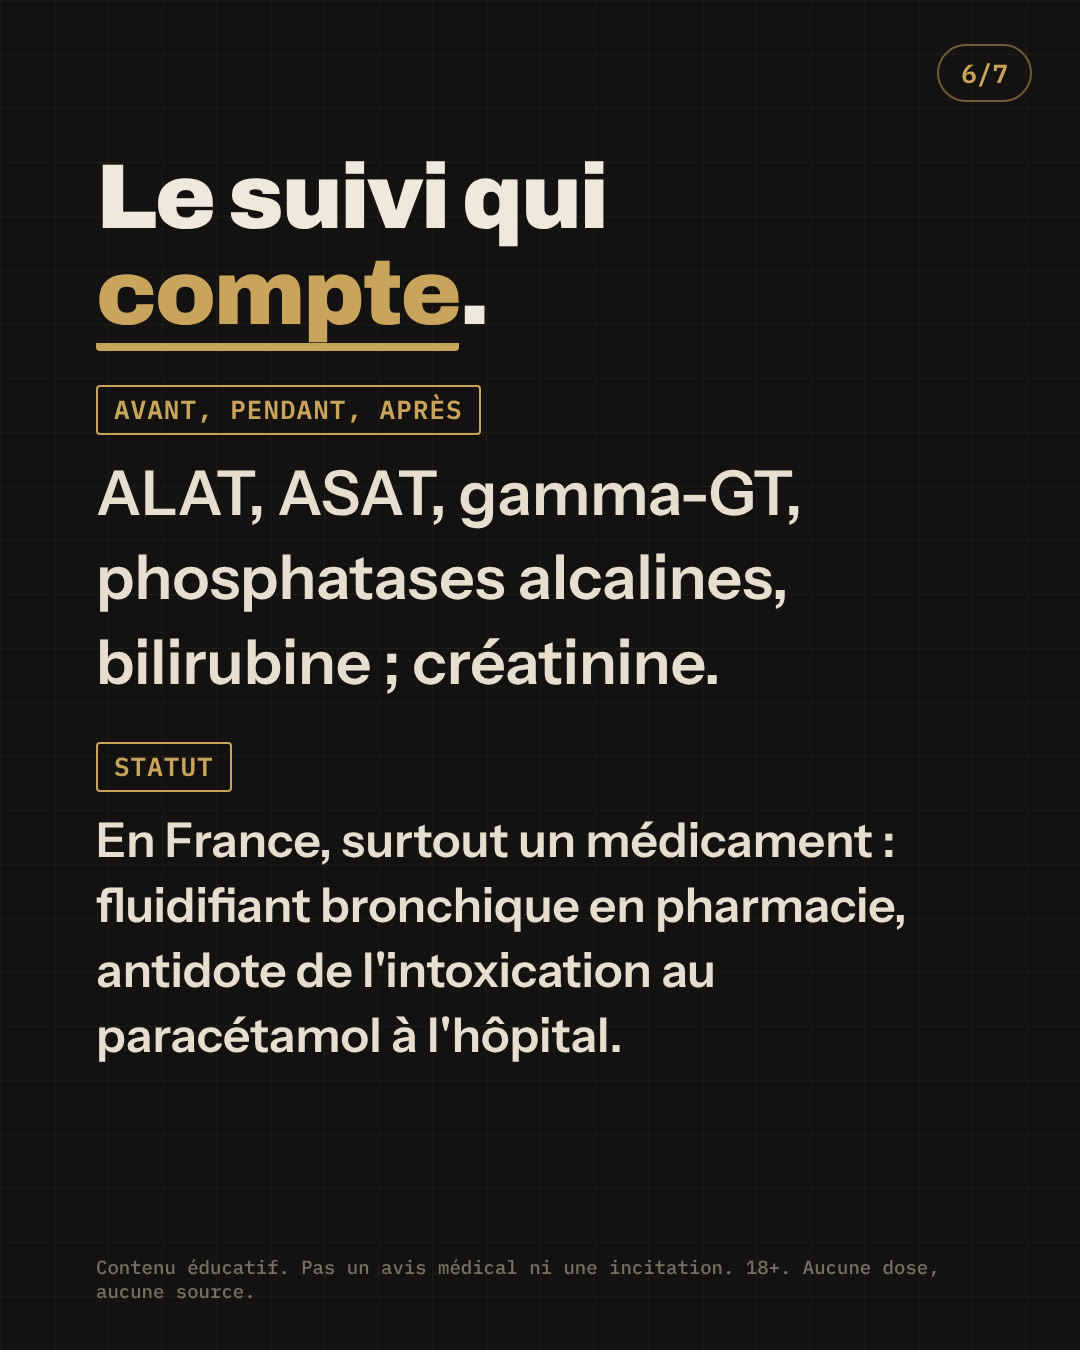 6/7
Le suivi qui
compte.
AVANT, PENDANT, APRÈS
ALAT, ASAT, gamma-GT,
phosphatases alcalines,
bilirubine ; créatinine.
STATUT
En France, surtout un médicament :
fluidifiant bronchique en pharmacie,
antidote de l'intoxication au
paracétamol à l'hôpital.
Contenu éducatif. Pas un avis médical ni une incitation. 18+. Aucune dose,
aucune source.